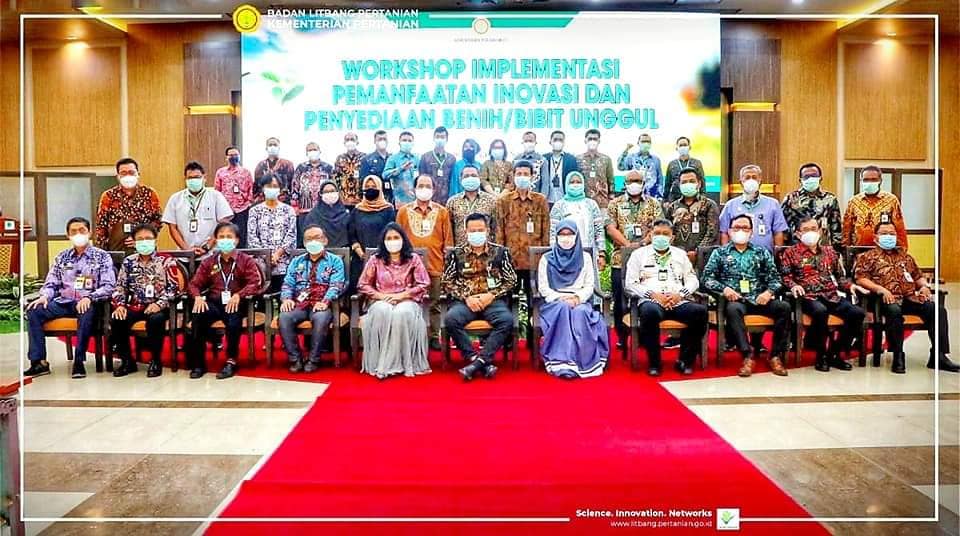 BADAN LITBANG PERTANIAN
KEMENTERIAN PERTANIAN
WORKSHOP IMPLEMENTASI
PEMANFAATAN INOVASI DAN
PENYEDIAAN BENIH/BIBIT UNGGUL
Science. Innovation. Networks
www.litbang.pertanian.go.id